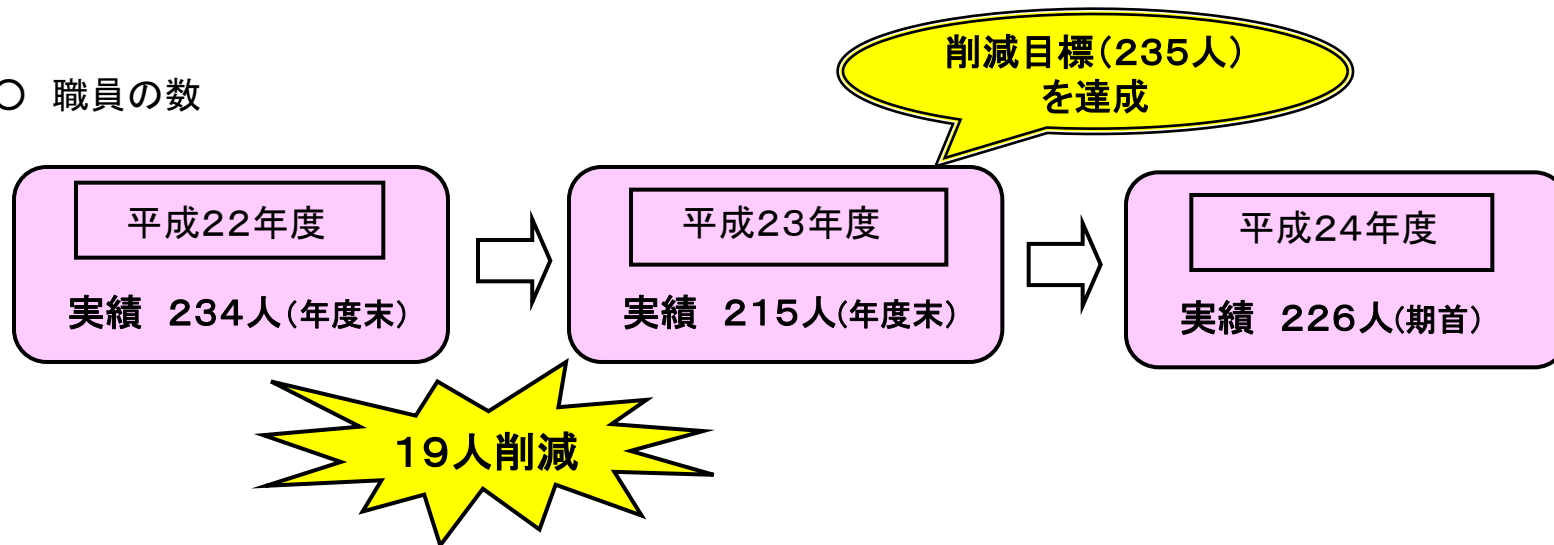 ○ 職員の数
削減目標(235人)
を達成
平成22年度
実績 234人(年度末)
平成23年度
実績 215人(年度末)
平成24年度
実績 226人(期首)
19人削減